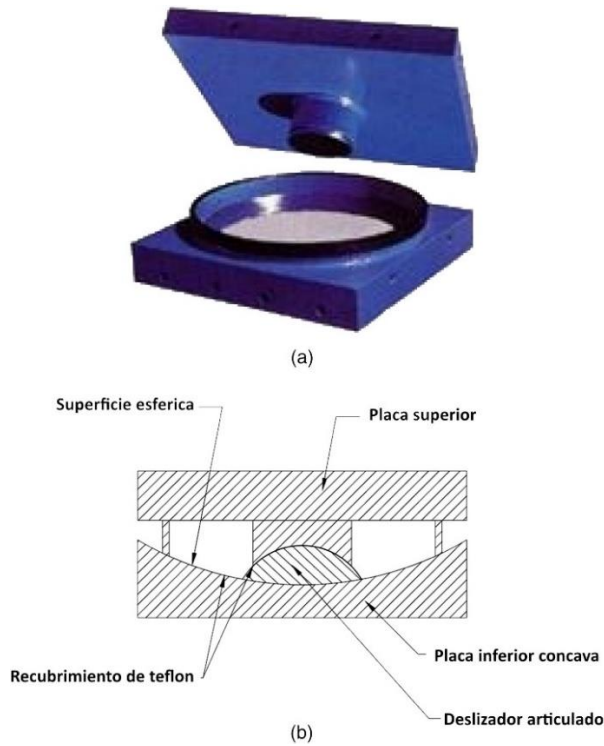 (a)
Superficie esferica
Placa superior
Recubrimiento de teflon
Placa inferior concava
Deslizador articulado
(b)